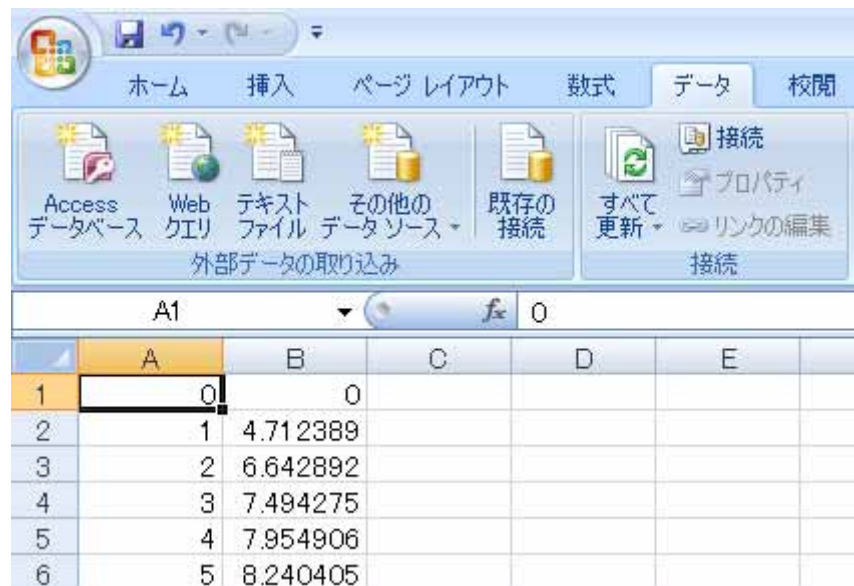 ホーム 挿入 ページ レイアウト 数式 データ 校閲
Access データベース
Web クエリ
テキスト ファイル
その他の データ ソース
既存の 接続
すべて 更新
接続
プロパティ
リンクの編集
外部データの取り込み
接続
A1 fx 0
A B C D E
1 0 0
2 1 4.712389
3 2 6.642892
4 3 7.494275
5 4 7.954906
6 5 8.240405